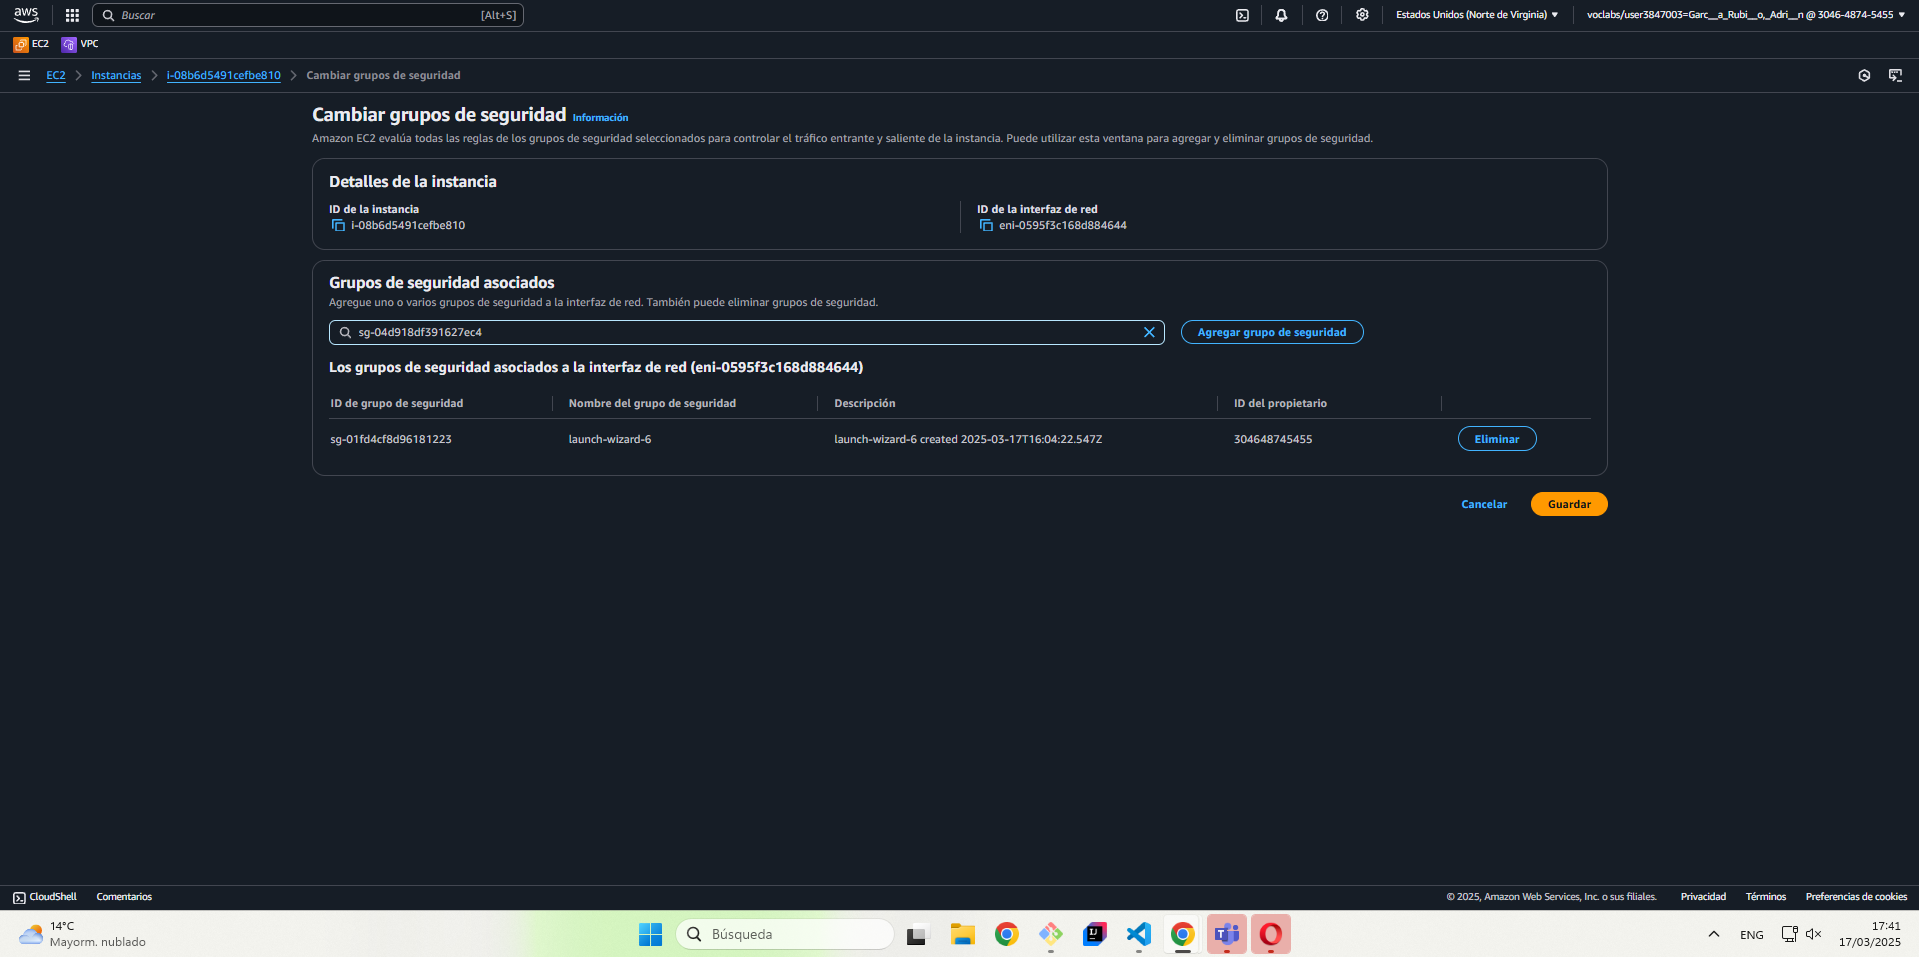 aws
Buscar [Alt+S]
Estados Unidos (Norte de Virginia) ▼
voclabs/user3847003=Garc__a_Rubi__o,_Adri__n @ 3046-4874-5455 ▼
EC2 VPC
EC2 > Instancias > i-08b6d5491cefbe810 > Cambiar grupos de seguridad
Cambiar grupos de seguridad Información
Amazon EC2 evalúa todas las reglas de los grupos de seguridad seleccionados para controlar el tráfico entrante y saliente de la instancia. Puede utilizar esta ventana para agregar y eliminar grupos de seguridad.
Detalles de la instancia
ID de la instancia
i-08b6d5491cefbe810
ID de la interfaz de red
eni-0595f3c168d884644
Grupos de seguridad asociados
Agregue uno o varios grupos de seguridad a la interfaz de red. También puede eliminar grupos de seguridad.
sg-04d918df391627ec4
Agregar grupo de seguridad
Los grupos de seguridad asociados a la interfaz de red (eni-0595f3c168d884644)
ID de grupo de seguridad Nombre del grupo de seguridad Descripción ID del propietario
sg-01fd4cf8d96181223 launch-wizard-6 launch-wizard-6 created 2025-03-17T16:04:22.547Z 304648745455 Eliminar
Cancelar Guardar
CloudShell Comentarios
© 2025, Amazon Web Services, Inc. o sus filiales. Privacidad Términos Preferencias de cookies
14°C
Mayorm. nublado
Búsqueda
ENG
17:41
17/03/2025